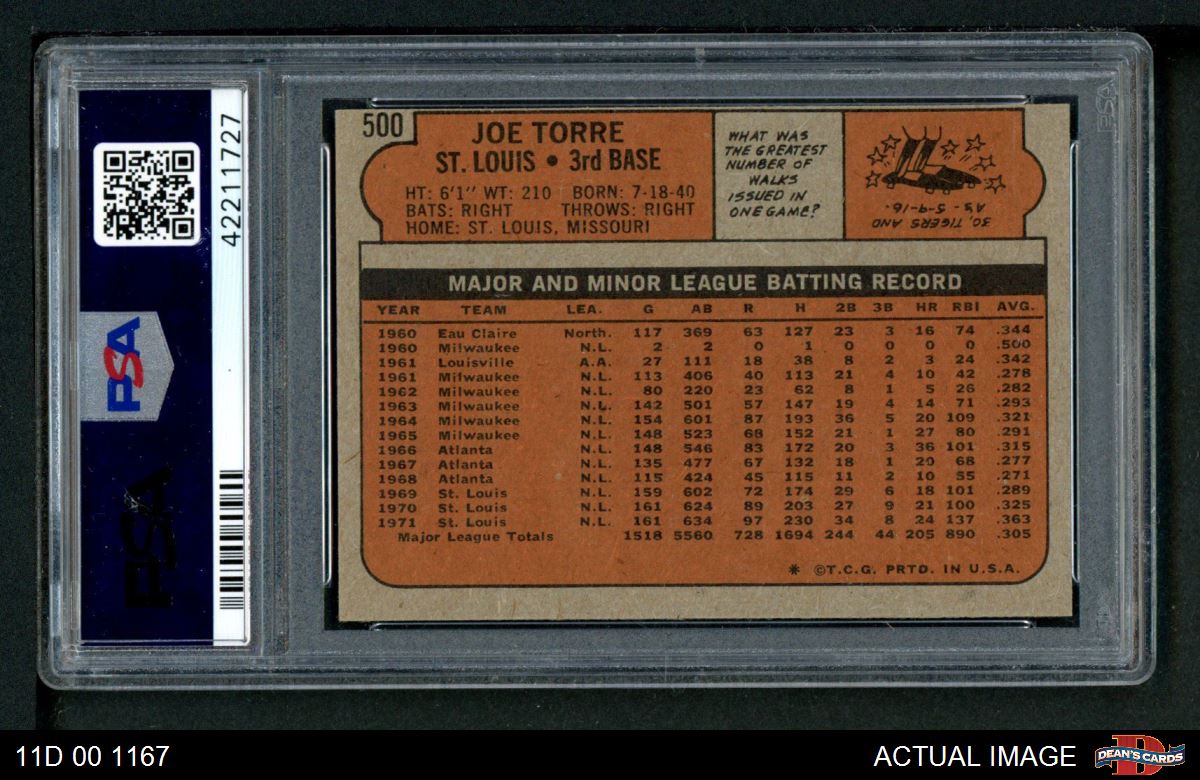 42211727
PSA
PSA
500
JOE TORRE
ST. LOUIS • 3rd BASE
HT: 6'1" WT: 210 BORN: 7-18-40
BATS: RIGHT THROWS: RIGHT
HOME: ST. LOUIS, MISSOURI
WHAT WAS
THE GREATEST
NUMBER OF
WALKS
ISSUED IN
ONE GAME?
30, TIGERS AND
A'S - 5-9-16.
MAJOR AND MINOR LEAGUE BATTING RECORD
YEAR TEAM LEA. G AB R H 2B 3B HR RBI AVG.
1960 Eau Claire North. 117 369 63 127 23 3 16 74 .344
1960 Milwaukee N.L. 2 2 0 1 0 0 0 0 .500
1961 Louisville A.A. 27 111 18 38 8 2 3 24 .342
1961 Milwaukee N.L. 113 406 40 113 21 4 10 42 .278
1962 Milwaukee N.L. 80 220 23 62 8 1 5 26 .282
1963 Milwaukee N.L. 142 501 57 147 19 4 14 71 .293
1964 Milwaukee N.L. 154 601 87 193 36 5 20 109 .321
1965 Milwaukee N.L. 148 523 68 152 21 1 27 80 .291
1966 Atlanta N.L. 148 546 83 172 20 3 36 101 .315
1967 Atlanta N.L. 135 477 67 132 18 1 20 68 .277
1968 Atlanta N.L. 115 424 45 115 11 2 10 55 .271
1969 St. Louis N.L. 159 602 72 174 29 6 18 101 .289
1970 St. Louis N.L. 161 624 89 203 27 9 21 100 .325
1971 St. Louis N.L. 161 634 97 230 34 8 24 137 .363
Major League Totals 1518 5560 728 1694 244 44 205 890 .305
* ©T.C.G. PRTD. IN U.S.A.
PSA
11D 00 1167
ACTUAL IMAGE
DEAN'S CARDS